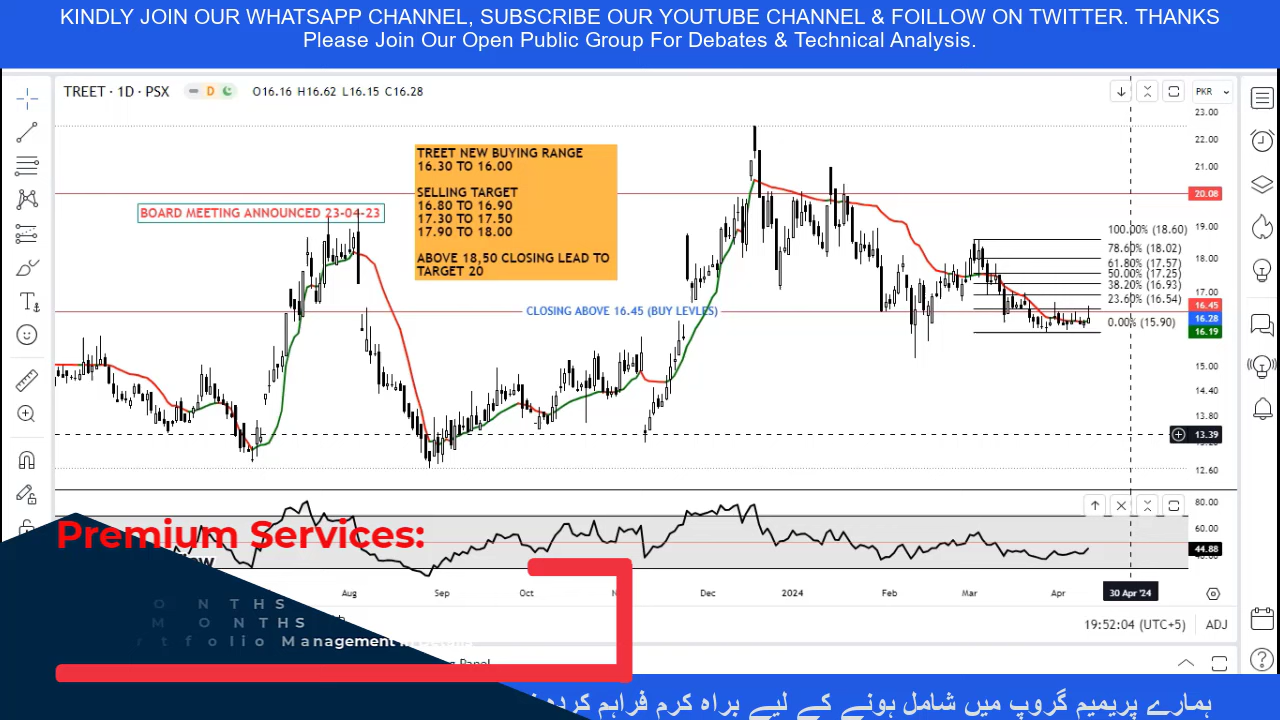 KINDLY JOIN OUR WHATSAPP CHANNEL, SUBSCRIBE OUR YOUTUBE CHANNEL & FOILLOW ON TWITTER. THANKS
Please Join Our Open Public Group For Debates & Technical Analysis.
TREET · 1D · PSX D O16.16 H16.62 L16.15 C16.28
PKR
23.00
22.00
21.00
20.08
19.00
18.00
17.00
16.45
16.28
16.19
15.00
14.40
13.80
13.39
12.60
TREET NEW BUYING RANGE
16.30 TO 16.00
SELLING TARGET
16.80 TO 16.90
17.30 TO 17.50
17.90 TO 18.00
ABOVE 18,50 CLOSING LEAD TO
TARGET 20
BOARD MEETING ANNOUNCED 23-04-23
CLOSING ABOVE 16.45 (BUY LEVLES)
100.00% (18.60)
78.60% (18.02)
61.80% (17.57)
50.00% (17.25)
38.20% (16.93)
23.60% (16.54)
0.00% (15.90)
80.00
60.00
44.88
Premium Services:
Aug Sep Oct Dec 2024 Feb Mar Apr 30 Apr '24
O N T H S
M O N T H S
r t f o l i o Management in Details
19:52:04 (UTC+5) ADJ
Panel
ہمارے پریمیم گروپ میں شامل ہونے کے لیے براہ کرم فراہم کردہ